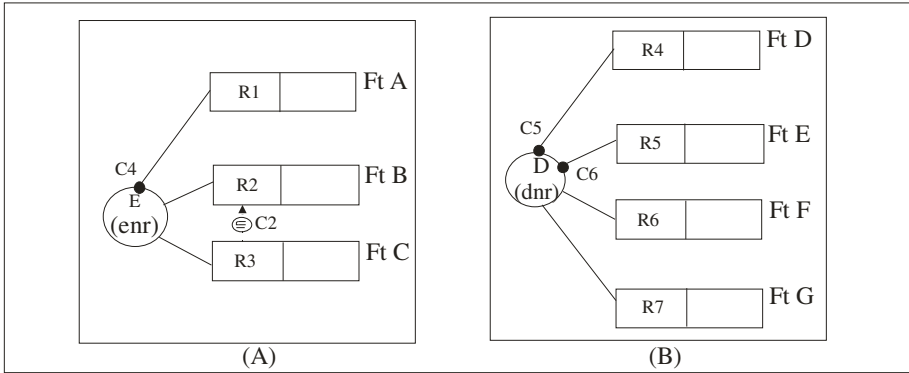 R1
Ft A
C4
E
(enr)
R2
Ft B
C2
R3
Ft C
(A)
R4
Ft D
C5
D
(dnr)
C6
R5
Ft E
R6
Ft F
R7
Ft G
(B)